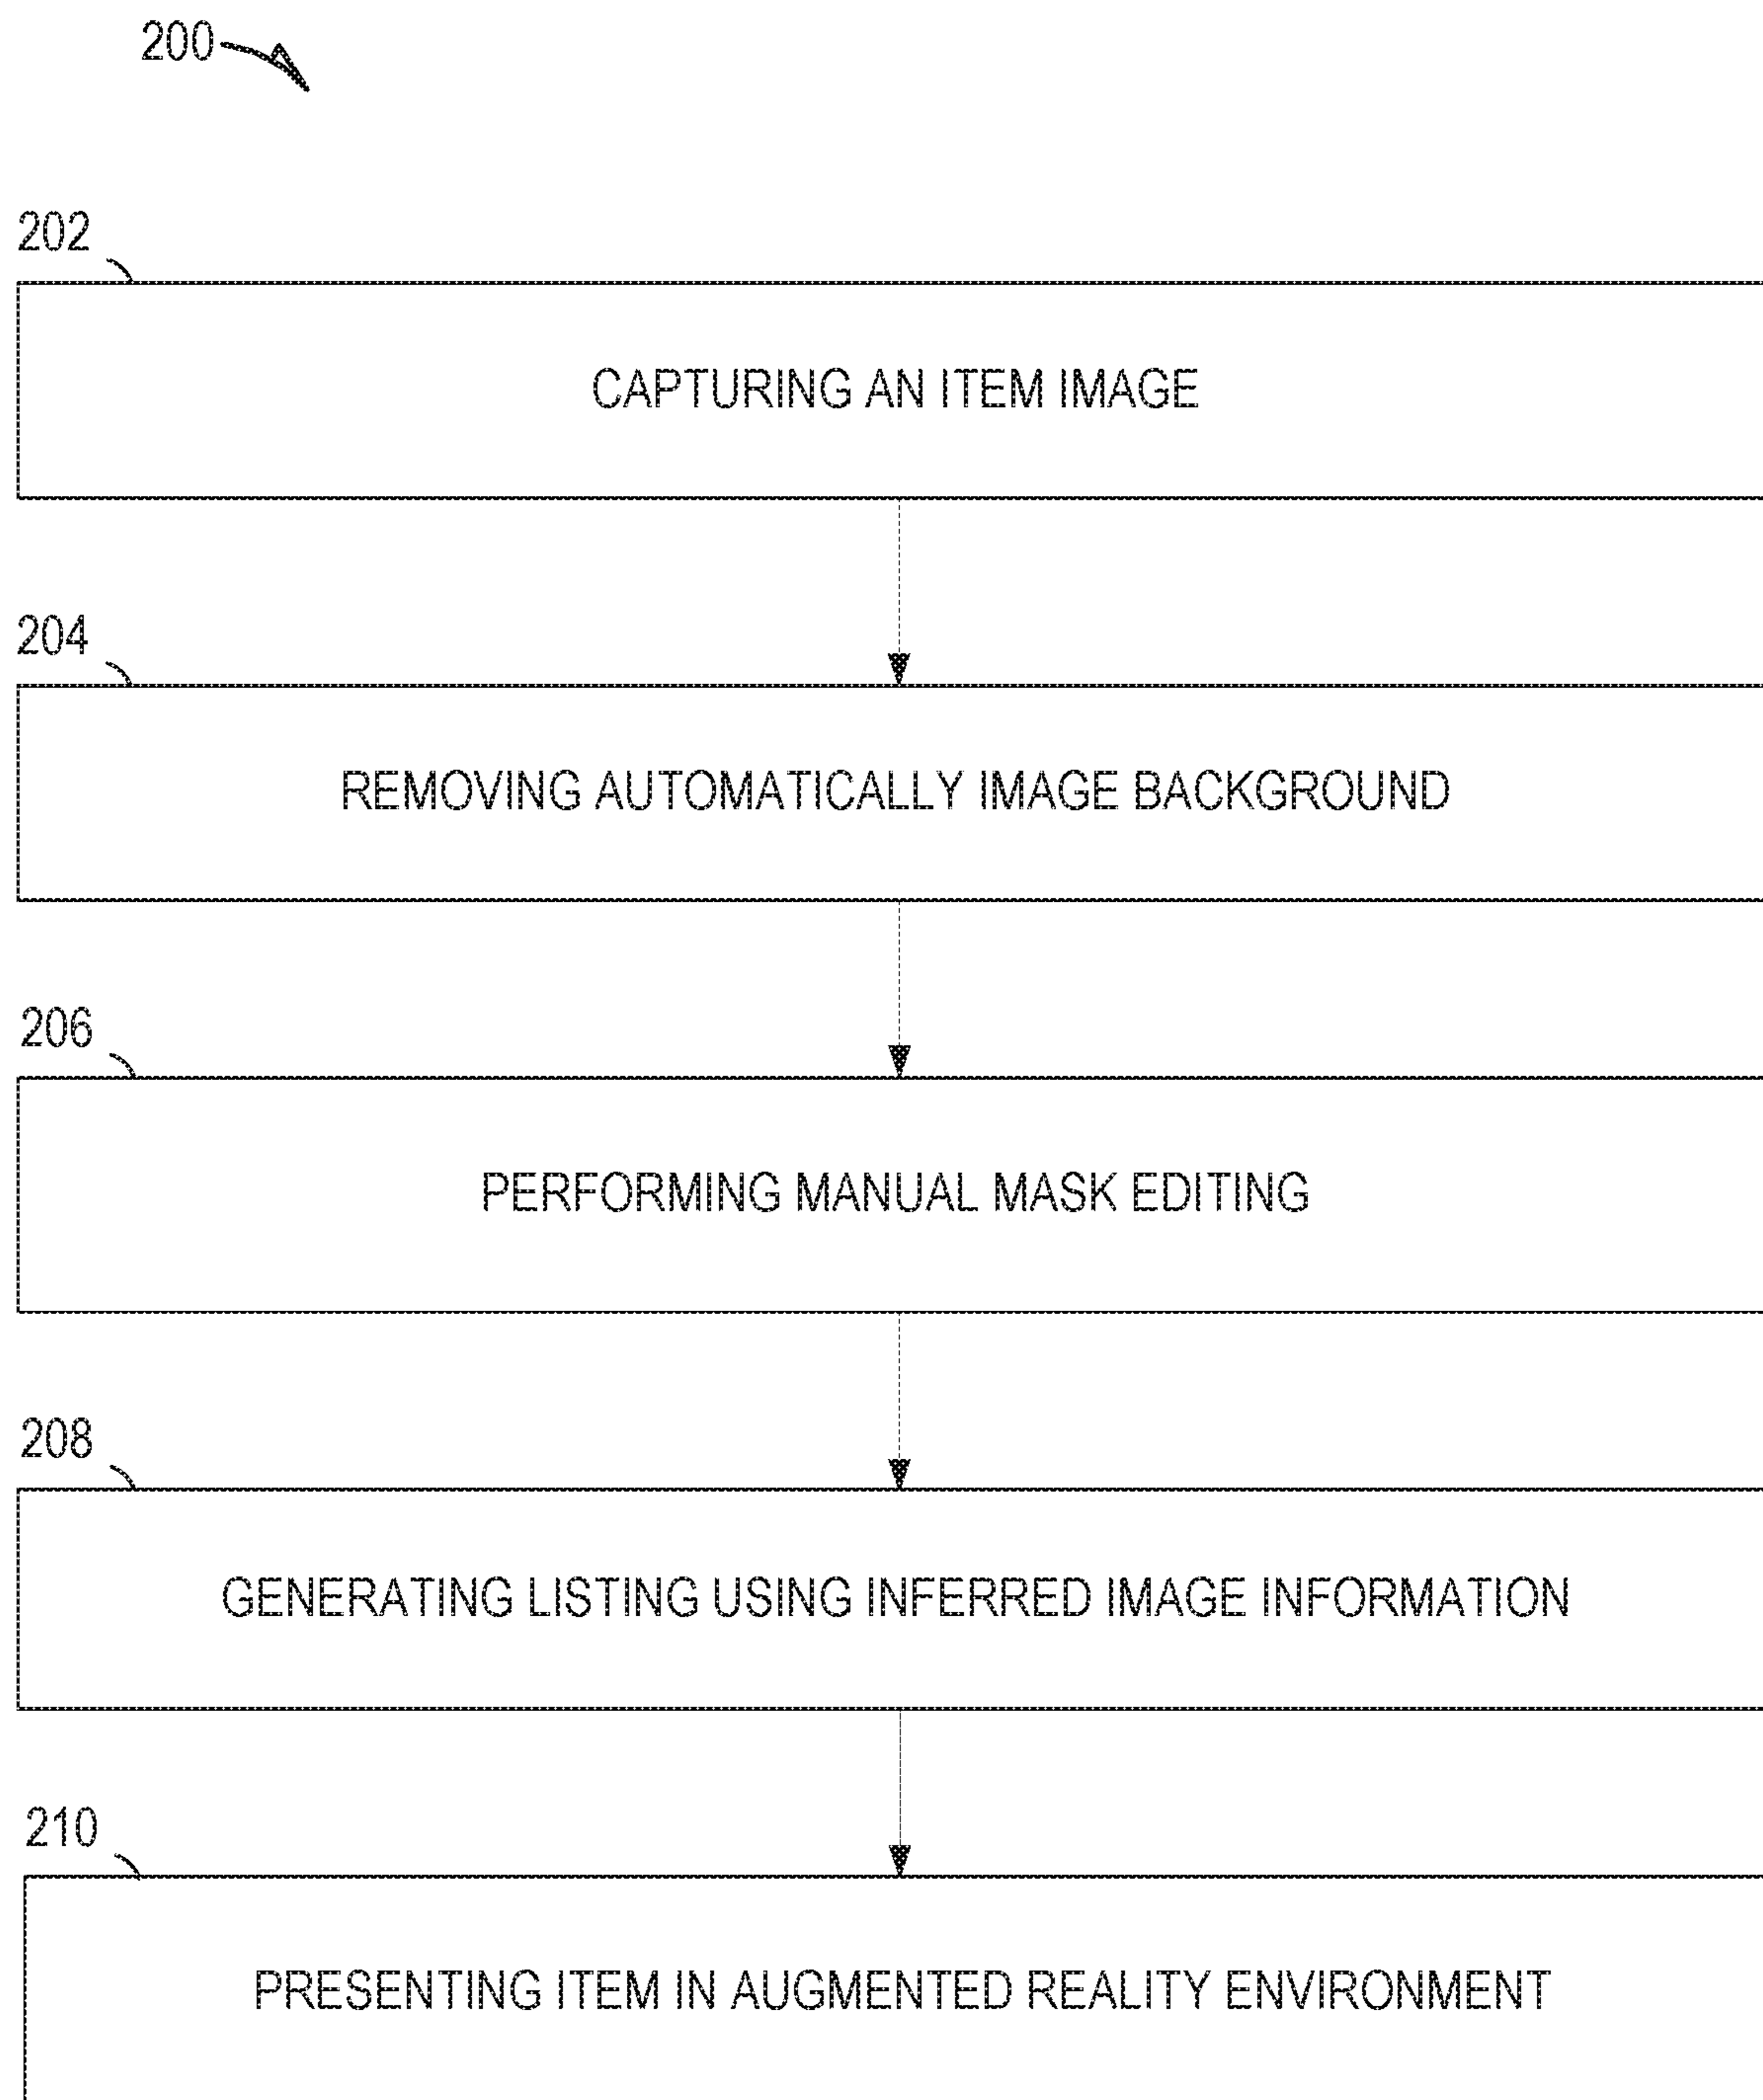 200
202
CAPTURING AN ITEM IMAGE
204
REMOVING AUTOMATICALLY IMAGE BACKGROUND
206
PERFORMING MANUAL MASK EDITING
208
GENERATING LISTING USING INFERRED IMAGE INFORMATION
210
PRESENTING ITEM IN AUGMENTED REALITY ENVIRONMENT